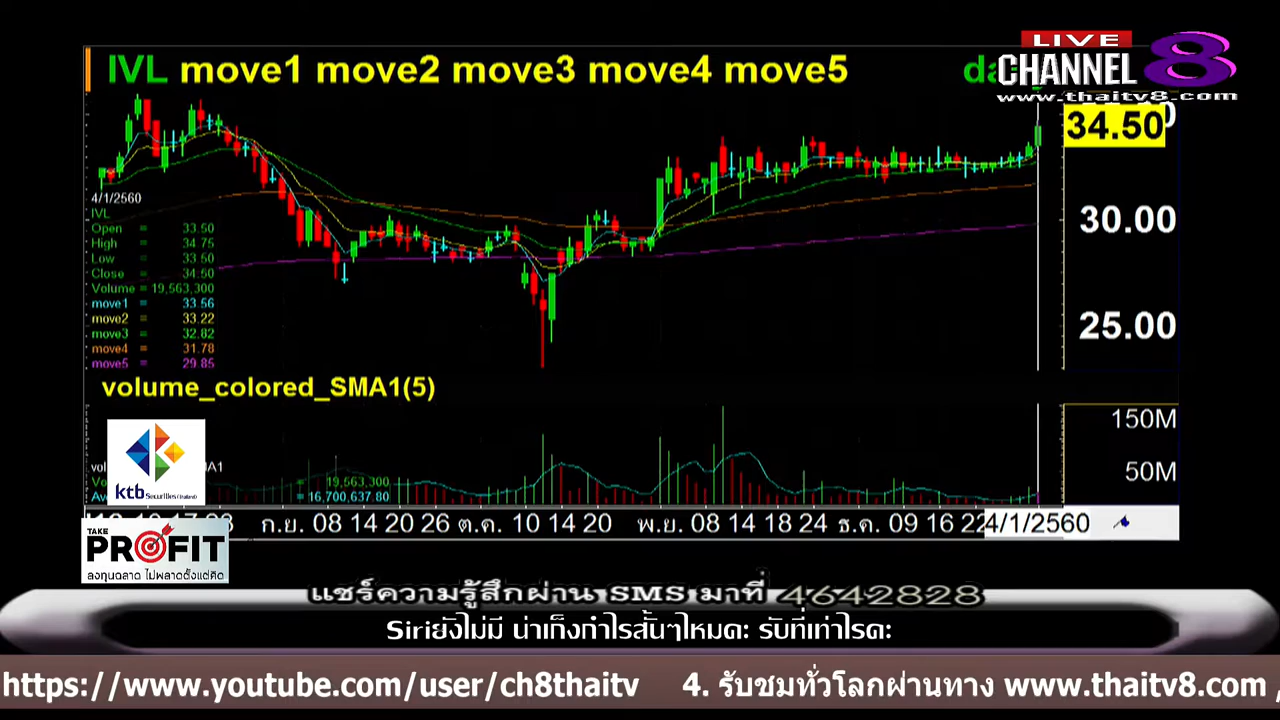 LIVE
CHANNEL 8
www.thaitv8.com
IVL move1 move2 move3 move4 move5
34.50
4/1/2560
IVL
Open = 33.50
High = 34.75
Low = 33.50
Close = 34.50
Volume = 19,563,300
move1 = 33.56
move2 = 33.22
move3 = 32.82
move4 = 31.78
move5 = 29.85
30.00
25.00
volume_colored_SMA1(5)
150M
50M
= 19,563,300
= 16,700,637.80
ktb Securities (Thailand)
ก.ย. 08 14 20 26 ต.ค. 10 14 20 พ.ย. 08 14 18 24 ธ.ค. 09 16 22 4/1/2560
TAKE
PROFIT
ลงทุนฉลาด ไม่พลาดตั้งแต่คิด
แชร์ความรู้สึกผ่าน SMS มาที่ 4642828
Siriยังไม่มี น่าเก็งกำไรสั้นๆไหมคะ รับที่เท่าไรคะ
https://www.youtube.com/user/ch8thaitv 4. รับชมทั่วโลกผ่านทาง www.thaitv8.com ,